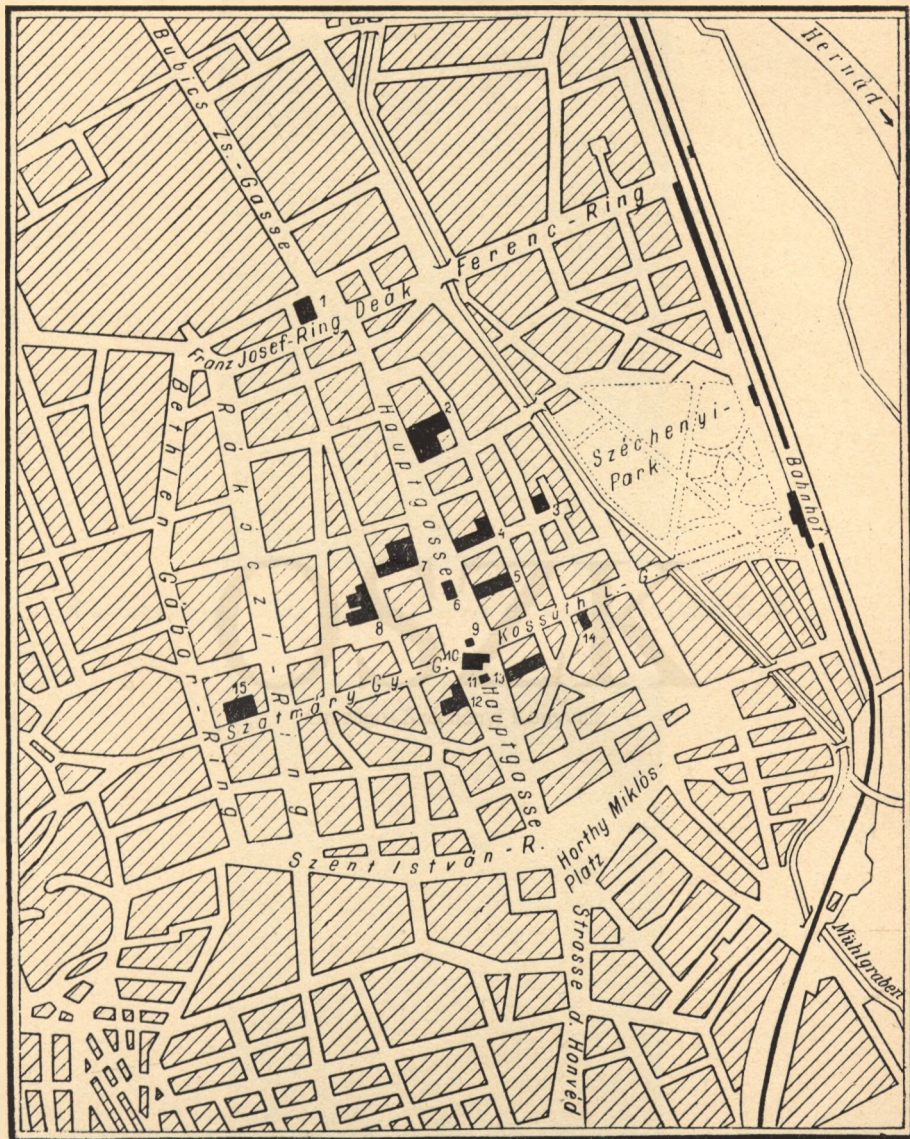 Hernád
Bubics Zs.-Gasse
Ferenc-Ring
1
Deák
Franz Josef-Ring
Bethlen Gábor-Ring
Rákóczi-Ring
Hauptgasse
2
Széchenyi-
Park
Bahnhof
3
4
7
5
6
8
Kossuth L. G.
9
14
10
11
13
12
15
Szatmáry Gy.-G.
Hauptgasse
Horthy Miklós-
Platz
Szent István-R.
Strasse d. Honvéd
Mühlgraben